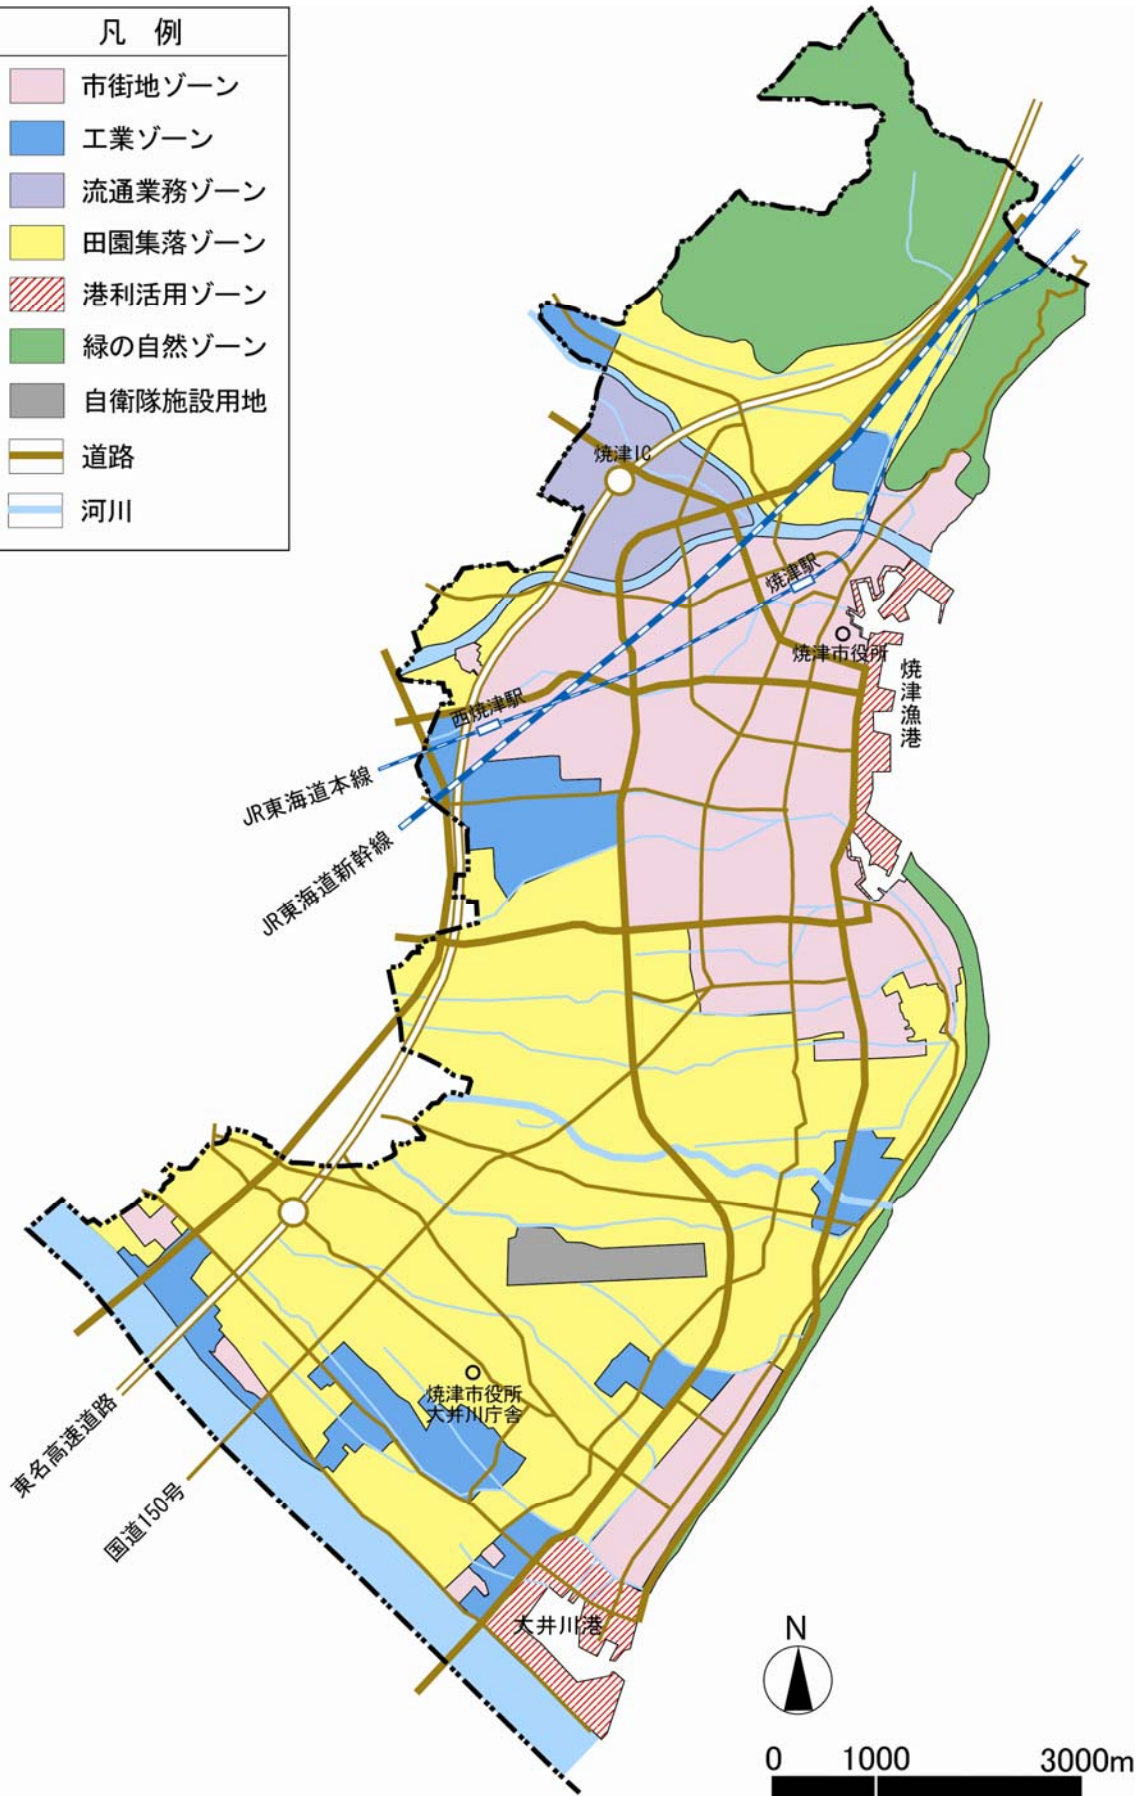 凡 例
市街地ゾーン
工業ゾーン
流通業務ゾーン
田園集落ゾーン
港利活用ゾーン
緑の自然ゾーン
自衛隊施設用地
道路
河川
焼津IC
焼津駅
焼津市役所
焼津漁港
西焼津駅
JR東海道本線
JR東海道新幹線
焼津市役所
大井川庁舎
東名高速道路
国道150号
大井川港
N
0 1000 3000m